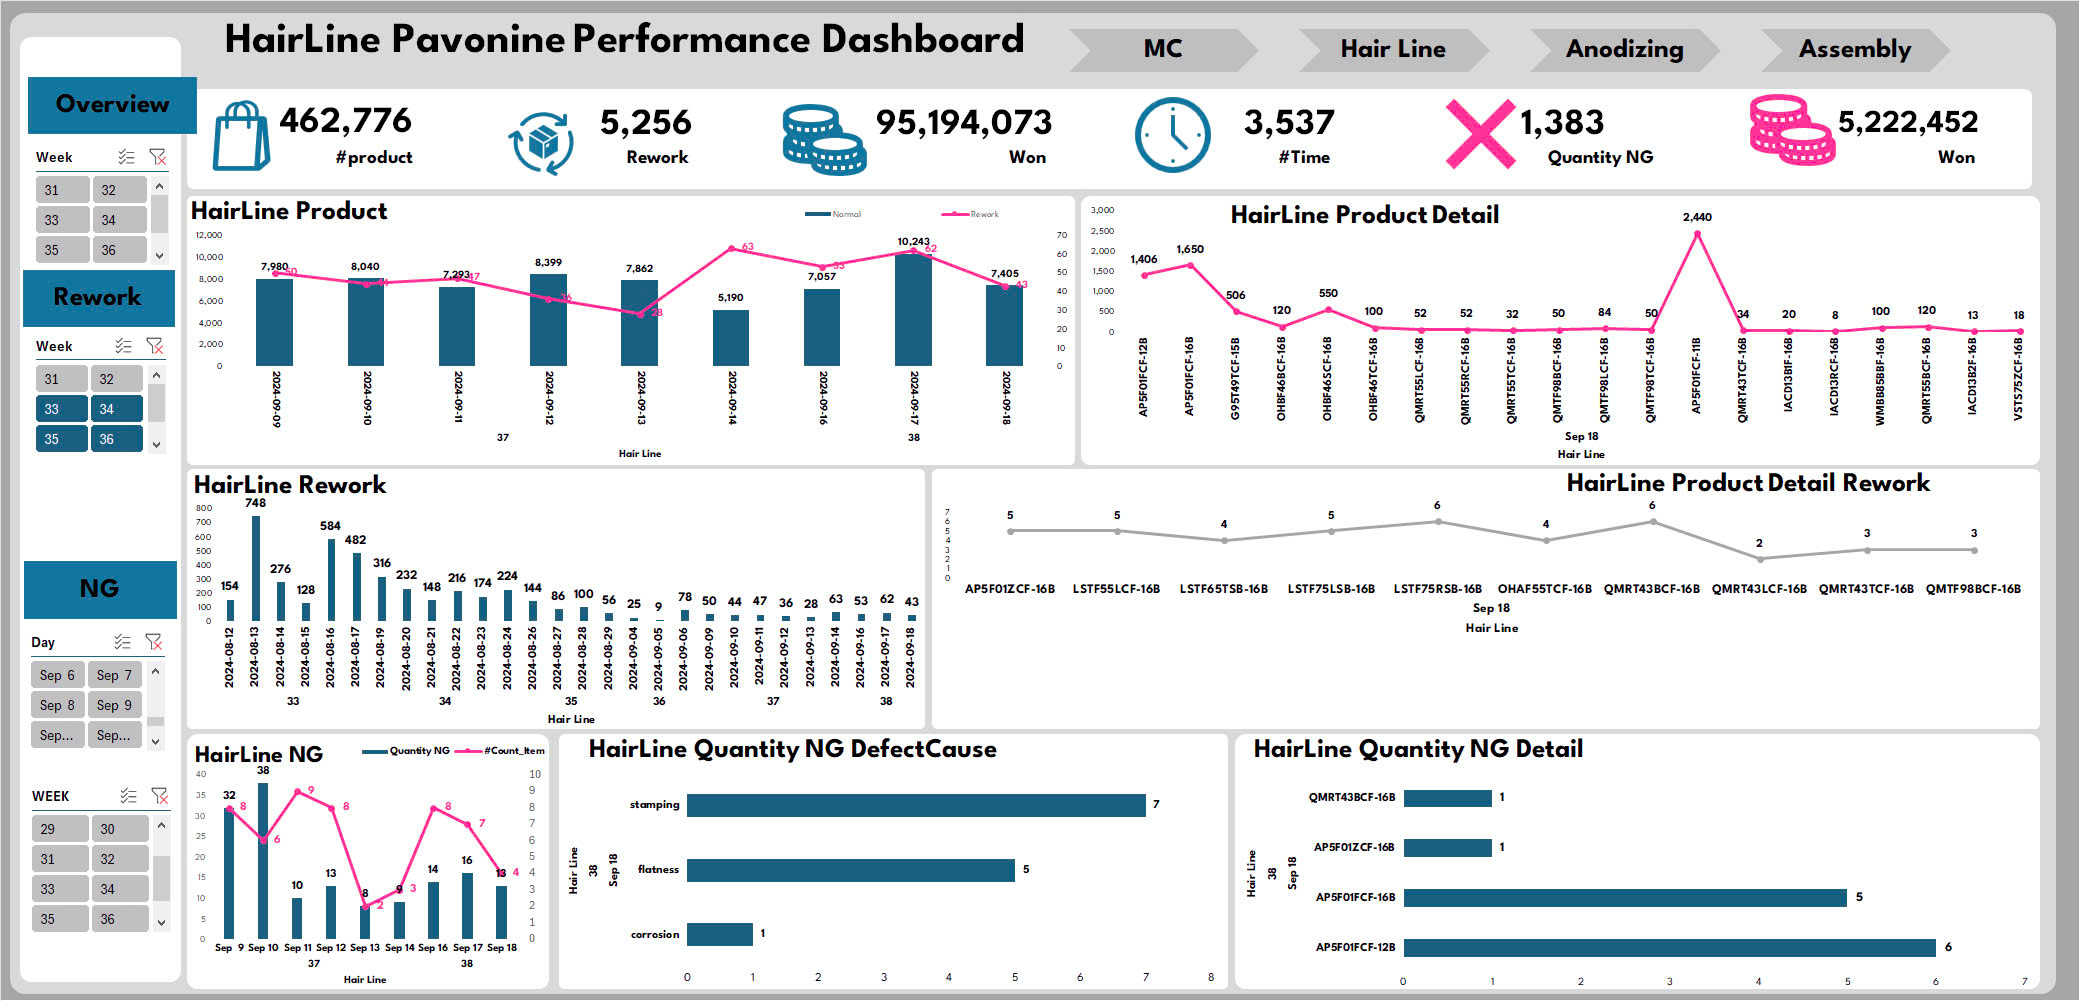 HairLine Pavonine Performance Dashboard
MC
Hair Line
Anodizing
Assembly
Overview
462,776
#product
5,256
Rework
95,194,073
Won
3,537
#Time
1,383
Quantity NG
5,222,452
Won
Week
31 32
33 34
35 36
Rework
Week
31 32
33 34
35 36
NG
Day
Sep 6 Sep 7
Sep 8 Sep 9
Sep... Sep...
WEEK
29 30
31 32
33 34
35 36
HairLine Product
Normal Rework
12,000
10,000
8,000
6,000
4,000
2,000
0
70
60
50
40
30
20
10
0
7,980 8,040 7,293 8,399 7,862 5,190 7,057 10,243 7,405
47 28 63 62 43
2024-09-09 2024-09-10 2024-09-11 2024-09-12 2024-09-13 2024-09-14 2024-09-16 2024-09-17 2024-09-18
37 38
Hair Line
HairLine Product Detail
3,000
2,500
2,000
1,500
1,000
500
0
1,406 1,650 506 120 550 100 52 52 32 50 84 50 2,440 34 20 8 100 120 13 18
AP5F01FCF-12B AP5F01FCF-16B G95T49TCF-15B OHBF46BCF-16B OHBF46SCF-16B OHBF46TCF-16B QMRT55LCF-16B QMRT55RCF-16B QMRT55TCF-16B QMTF98BCF-16B QMTF98LCF-16B QMTF98TCF-16B AP5F01FCF-11B QMRT43TCF-16B IACD13B1F-16B IACD13RCF-16B WMBB85BBF-16B QMRT55BCF-16B IACD13B2F-16B VSTS75ZCF-16B
Sep 18
Hair Line
HairLine Rework
800
700
600
500
400
300
200
100
0
154 748 276 128 584 482 316 232 148 216 174 224 144 86 100 56 25 9 78 50 44 47 36 28 63 53 62 43
2024-08-12 2024-08-13 2024-08-14 2024-08-15 2024-08-16 2024-08-17 2024-08-19 2024-08-20 2024-08-21 2024-08-22 2024-08-23 2024-08-24 2024-08-26 2024-08-27 2024-08-28 2024-08-29 2024-09-04 2024-09-05 2024-09-06 2024-09-09 2024-09-10 2024-09-11 2024-09-12 2024-09-13 2024-09-14 2024-09-16 2024-09-17 2024-09-18
33 34 35 36 37 38
Hair Line
HairLine Product Detail Rework
7
6
5
4
3
2
1
0
5 5 4 5 6 4 6 2 3 3
AP5F01ZCF-16B LSTF55LCF-16B LSTF65TSB-16B LSTF75LSB-16B LSTF75RSB-16B OHAF55TCF-16B QMRT43BCF-16B QMRT43LCF-16B QMRT43TCF-16B QMTF98BCF-16B
Sep 18
Hair Line
HairLine NG
Quantity NG #Count_Item
40
35
30
25
20
15
10
5
0
10
9
8
7
6
5
4
3
2
1
0
32 38 10 13 8 9 14 16 13
8 6 9 8 2 3 8 7 4
Sep 9 Sep 10 Sep 11 Sep 12 Sep 13 Sep 14 Sep 16 Sep 17 Sep 18
37 38
Hair Line
HairLine Quantity NG DefectCause
Hair Line
38
Sep 18
stamping 7
flatness 5
corrosion 1
0 1 2 3 4 5 6 7 8
HairLine Quantity NG Detail
Hair Line
38
Sep 18
QMRT43BCF-16B 1
AP5F01ZCF-16B 1
AP5F01FCF-16B 5
AP5F01FCF-12B 6
0 1 2 3 4 5 6 7